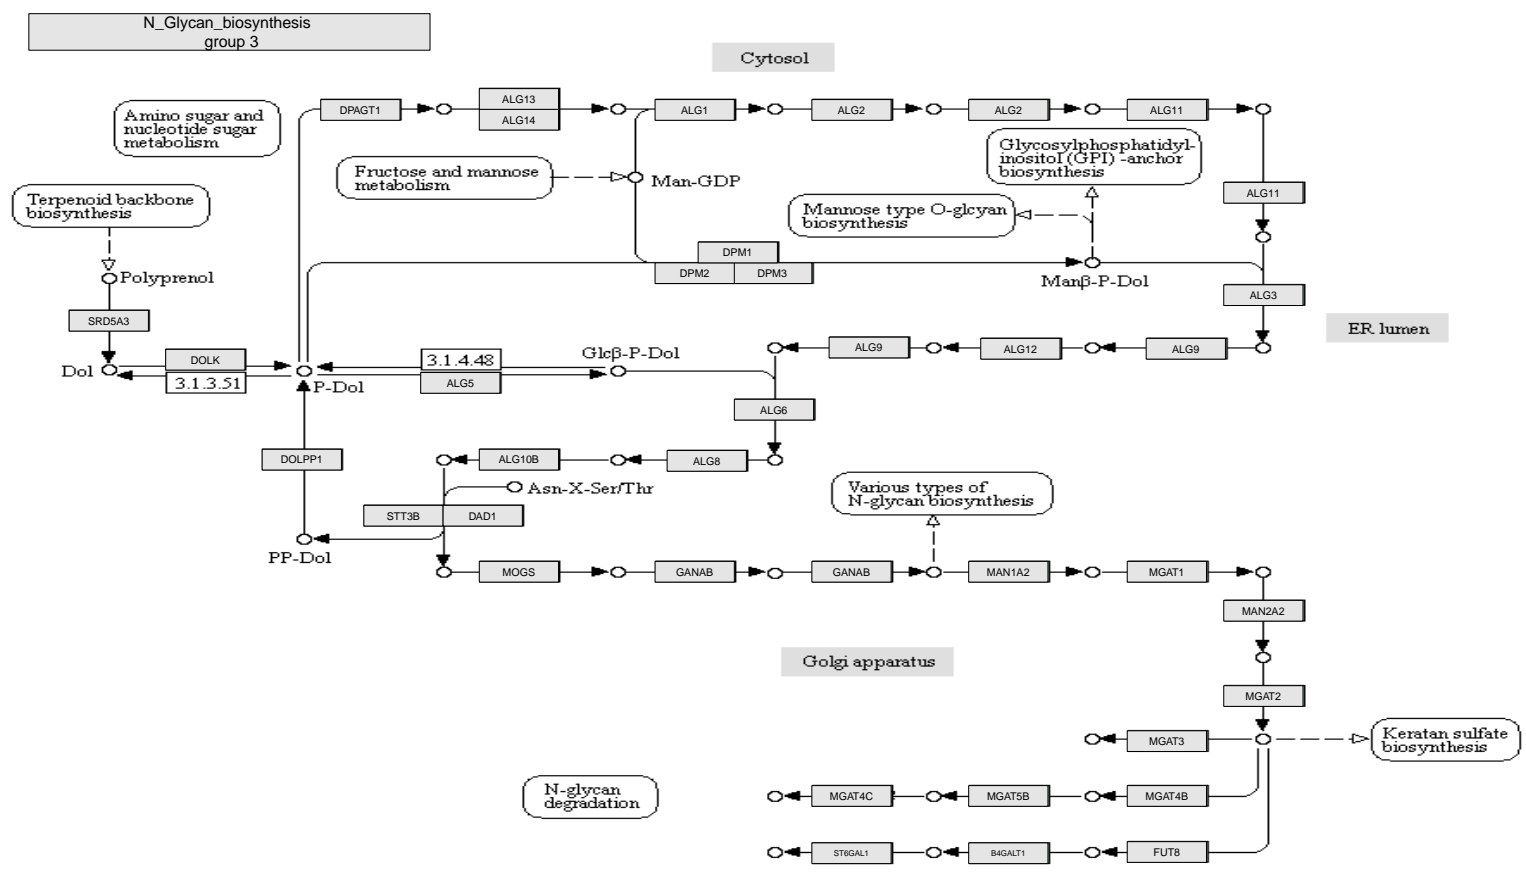 N_Glycan_biosynthesis
group 3
Cytosol
Amino sugar and
nucleotide sugar
metabolism
DPAGT1
ALG13
ALG14
ALG1
ALG2
ALG2
ALG11
Fructose and mannose
metabolism
Man-GDP
Glycosylphosphatidyl-
inositol (GPI) -anchor
biosynthesis
Terpenoid backbone
biosynthesis
Mannose type O-glcyan
biosynthesis
ALG11
DPM1
DPM2
DPM3
Manβ-P-Dol
Polyprenol
ALG3
SRD5A3
ER lumen
DOLK
3.1.4.48
Glcβ-P-Dol
ALG9
ALG12
ALG9
Dol
3.1.3.51
P-Dol
ALG5
ALG6
DOLPP1
ALG10B
ALG8
Asn-X-Ser/Thr
Various types of
N-glycan biosynthesis
STT3B
DAD1
PP-Dol
MOGS
GANAB
GANAB
MAN1A2
MGAT1
MAN2A2
Golgi apparatus
MGAT2
MGAT3
Keratan sulfate
biosynthesis
N-glycan
degradation
MGAT4C
MGAT5B
MGAT4B
ST6GAL1
B4GALT1
FUT8